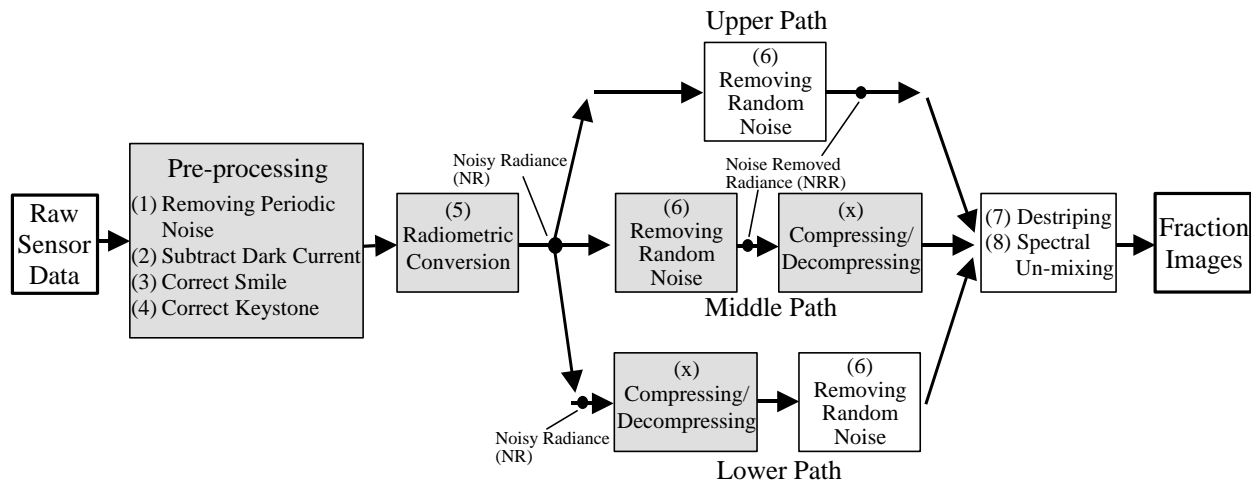 Upper Path
(6)
Removing
Random
Noise
Pre-processing
(1) Removing Periodic
Noise
(2) Subtract Dark Current
(3) Correct Smile
(4) Correct Keystone
Raw
Sensor
Data
(5)
Radiometric
Conversion
Noisy Radiance
(NR)
Noise Removed
Radiance (NRR)
(6)
Removing
Random
Noise
(x)
Compressing/
Decompressing
Middle Path
(7) Destriping
(8) Spectral
Un-mixing
Fraction
Images
(x)
Compressing/
Decompressing
(6)
Removing
Random
Noise
Noisy Radiance
(NR)
Lower Path